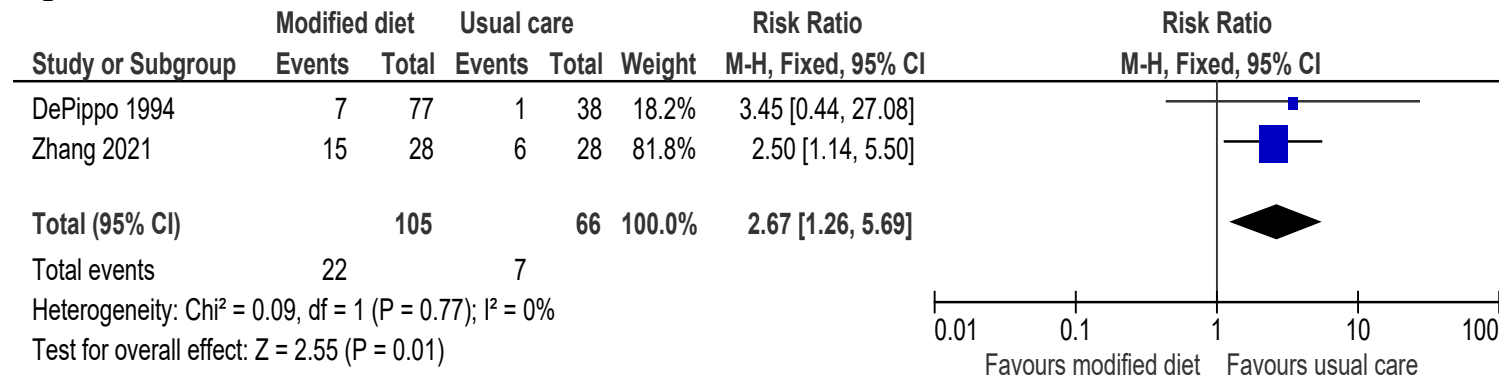 Modified diet Usual care Risk Ratio Risk Ratio
Study or Subgroup Events Total Events Total Weight M-H, Fixed, 95% CI M-H, Fixed, 95% CI
DePippo 1994 7 77 1 38 18.2% 3.45 [0.44, 27.08]
Zhang 2021 15 28 6 28 81.8% 2.50 [1.14, 5.50]
Total (95% CI) 105 66 100.0% 2.67 [1.26, 5.69]
Total events 22 7
Heterogeneity: Chi² = 0.09, df = 1 (P = 0.77); I² = 0%
Test for overall effect: Z = 2.55 (P = 0.01)
0.01 0.1 1 10 100
Favours modified diet Favours usual care